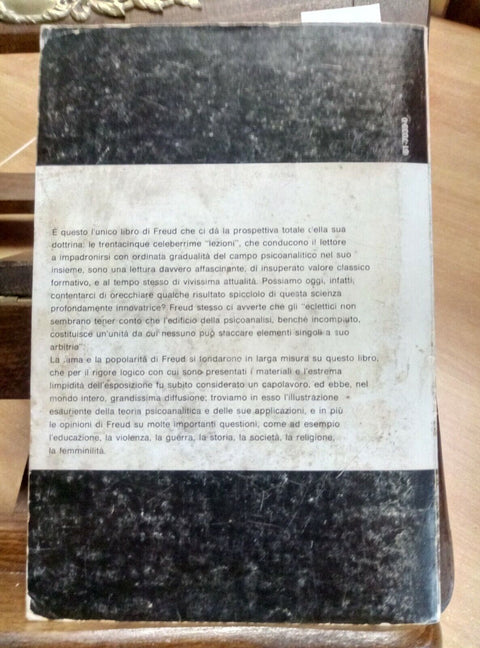 È questo l'unico libro di Freud che ci dà la prospettiva totale della sua
dottrina: le trentacinque celeberrime "lezioni", che conducono il lettore
a impadronirsi con ordinata gradualità del campo psicoanalitico nel suo
insieme, sono una lettura davvero affascinante, di insuperato valore classico
formativo, e al tempo stesso di vivissima attualità. Possiamo oggi, infatti,
contentarci di orecchiare qualche risultato spicciolo di questa scienza
profondamente innovatrice? Freud stesso ci avverte che gli "eclettici non
sembrano tener conto che l'edificio della psicoanalisi, benché incompiuto,
costituisce un'unità da cui nessuno può staccare elementi singoli a suo
arbitrio".
La fama e la popolarità di Freud si fondarono in larga misura su questo libro,
che per il rigore logico con cui sono presentati i materiali e l'estrema
limpidità dell'esposizione fu subito considerato un capolavoro, ed ebbe, nel
mondo intero, grandissima diffusione; troviamo in esso l'illustrazione
esauriente della teoria psicoanalitica e delle sue applicazioni, e in più
le opinioni di Freud su molte importanti questioni, come ad esempio
l'educazione, la violenza, la guerra, la storia, la società, la religione,
la femminilità.